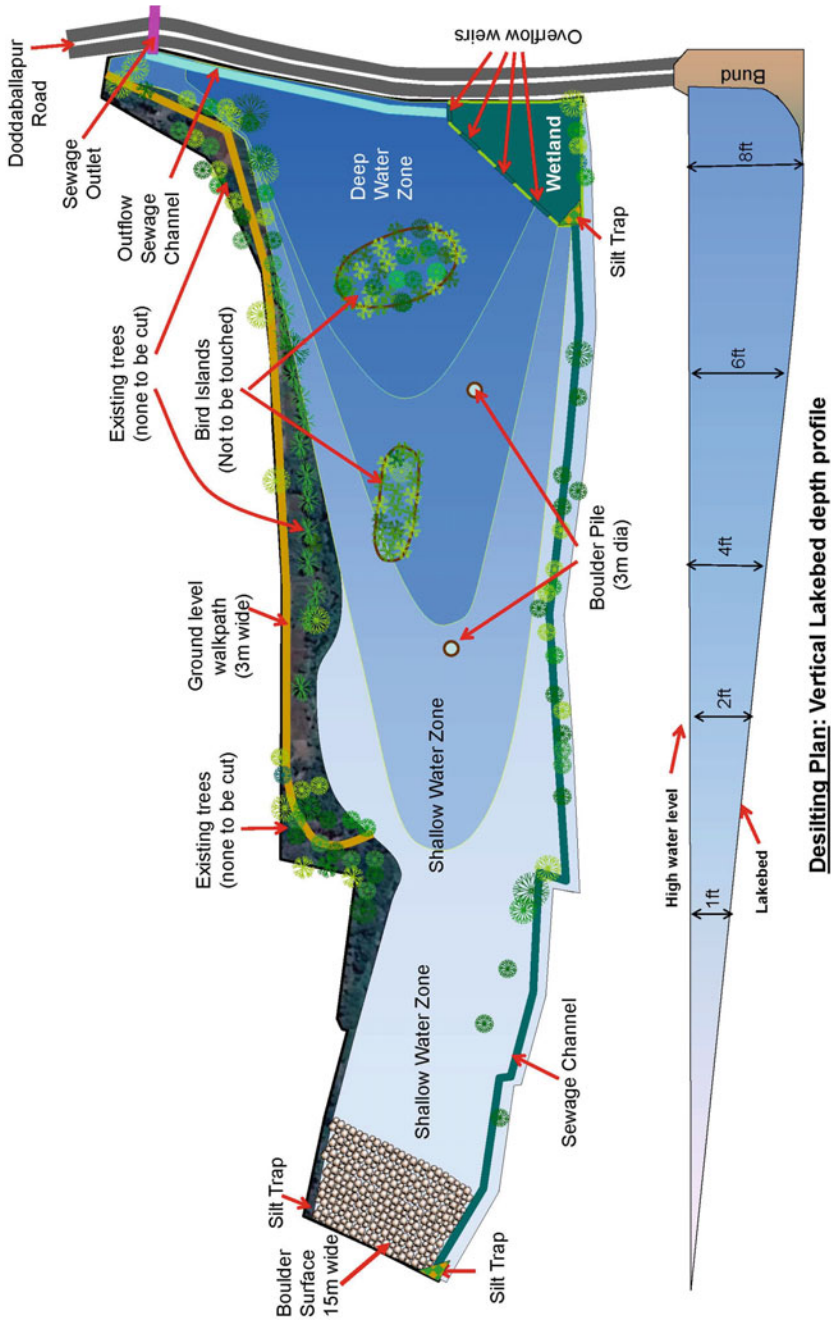 Doddaballapur
Road
Sewage
Outlet
Outflow
Sewage
Channel
Existing trees
(none to be cut)
Bird Islands
(Not to be touched)
Ground level
walkpath
(3m wide)
Existing trees
(none to be cut)
Silt Trap
Boulder
Surface
15m wide
Silt Trap
Sewage Channel
Shallow Water Zone
Shallow Water Zone
Boulder Pile
(3m dia)
Deep
Water
Zone
Wetland
Silt Trap
Overflow weirs
Bund
8ft
6ft
4ft
2ft
1ft
High water level
Lakebed
Desilting Plan: Vertical Lakebed depth profile